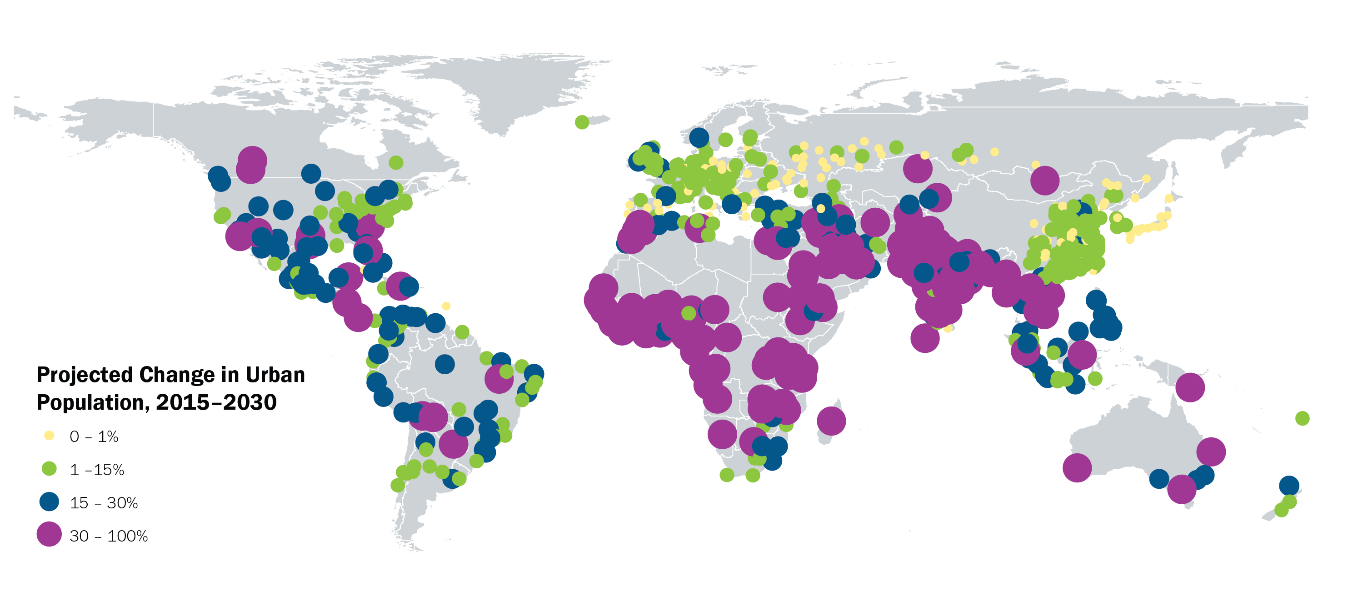 Projected Change in Urban
Population, 2015–2030
0 – 1%
1 –15%
15 – 30%
30 – 100%